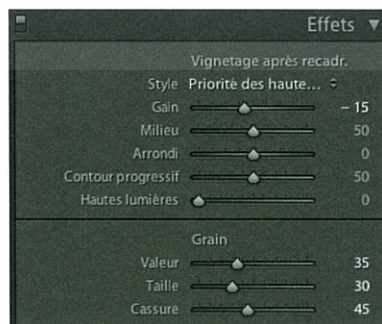 Effets
Vignetage après recadr.
Style Priorité des haute...
Gain – 15
Milieu 50
Arrondi 0
Contour progressif 50
Hautes lumières 0
Grain
Valeur 35
Taille 30
Cassure 45